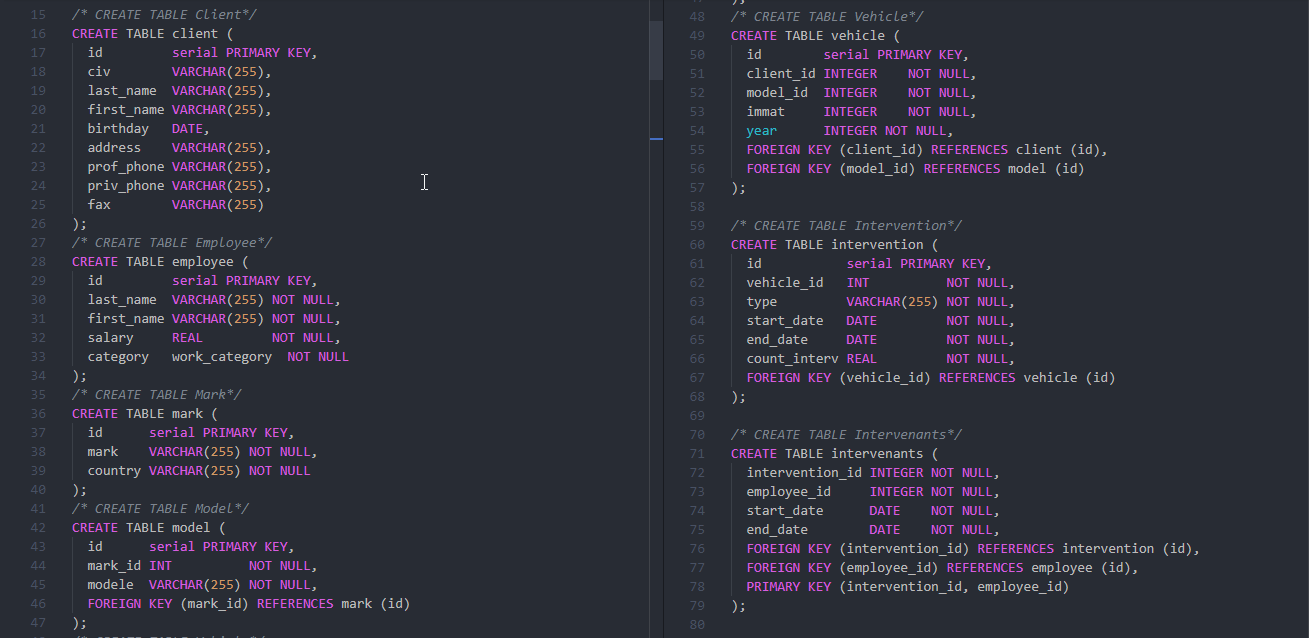 15 /* CREATE TABLE Client*/
16 CREATE TABLE client (
17 id serial PRIMARY KEY,
18 civ VARCHAR(255),
19 last_name VARCHAR(255),
20 first_name VARCHAR(255),
21 birthday DATE,
22 address VARCHAR(255),
23 prof_phone VARCHAR(255),
24 priv_phone VARCHAR(255),
25 fax VARCHAR(255)
26 );
27 /* CREATE TABLE Employee*/
28 CREATE TABLE employee (
29 id serial PRIMARY KEY,
30 last_name VARCHAR(255) NOT NULL,
31 first_name VARCHAR(255) NOT NULL,
32 salary REAL NOT NULL,
33 category work_category NOT NULL
34 );
35 /* CREATE TABLE Mark*/
36 CREATE TABLE mark (
37 id serial PRIMARY KEY,
38 mark VARCHAR(255) NOT NULL,
39 country VARCHAR(255) NOT NULL
40 );
41 /* CREATE TABLE Model*/
42 CREATE TABLE model (
43 id serial PRIMARY KEY,
44 mark_id INT NOT NULL,
45 modele VARCHAR(255) NOT NULL,
46 FOREIGN KEY (mark_id) REFERENCES mark (id)
47 );
48 /* CREATE TABLE Vehicle*/
49 CREATE TABLE vehicle (
50 id serial PRIMARY KEY,
51 client_id INTEGER NOT NULL,
52 model_id INTEGER NOT NULL,
53 immat INTEGER NOT NULL,
54 year INTEGER NOT NULL,
55 FOREIGN KEY (client_id) REFERENCES client (id),
56 FOREIGN KEY (model_id) REFERENCES model (id)
57 );
58
59 /* CREATE TABLE Intervention*/
60 CREATE TABLE intervention (
61 id serial PRIMARY KEY,
62 vehicle_id INT NOT NULL,
63 type VARCHAR(255) NOT NULL,
64 start_date DATE NOT NULL,
65 end_date DATE NOT NULL,
66 count_interv REAL NOT NULL,
67 FOREIGN KEY (vehicle_id) REFERENCES vehicle (id)
68 );
69
70 /* CREATE TABLE Intervenants*/
71 CREATE TABLE intervenants (
72 intervention_id INTEGER NOT NULL,
73 employee_id INTEGER NOT NULL,
74 start_date DATE NOT NULL,
75 end_date DATE NOT NULL,
76 FOREIGN KEY (intervention_id) REFERENCES intervention (id),
77 FOREIGN KEY (employee_id) REFERENCES employee (id),
78 PRIMARY KEY (intervention_id, employee_id)
79 );
80